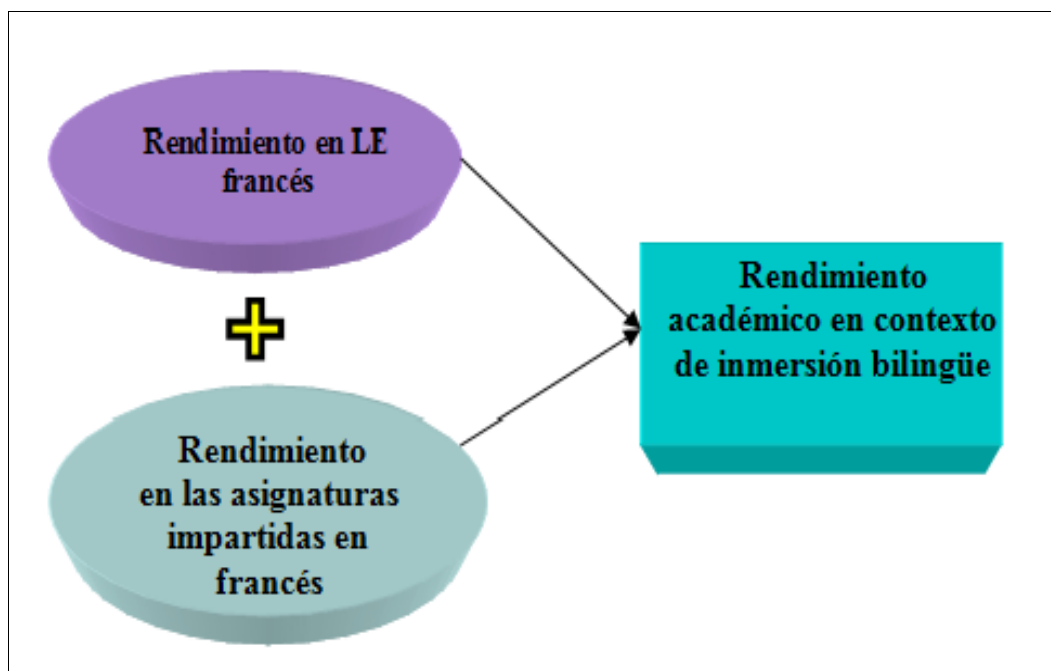 Rendimiento en LE
francés
Rendimiento
en las asignaturas
impartidas en
francés
Rendimiento
académico en contexto
de inmersión bilingüe